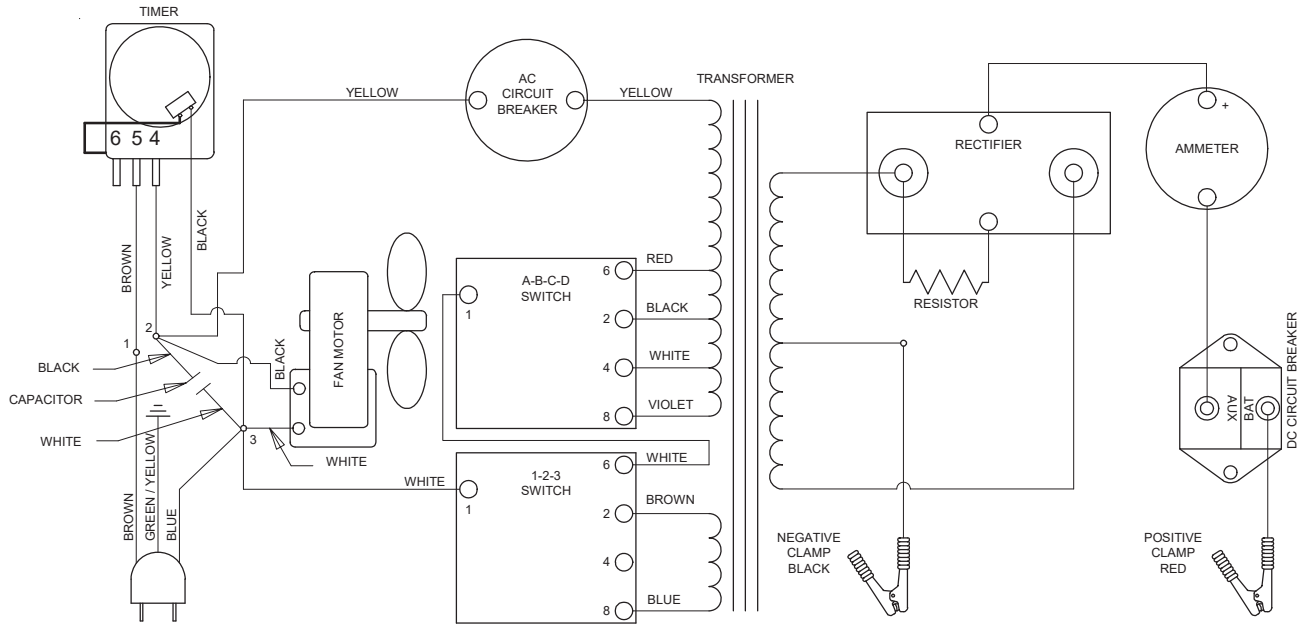 TIMER
6 5 4
BROWN
YELLOW
BLACK
YELLOW
AC
CIRCUIT
BREAKER
YELLOW
TRANSFORMER
RECTIFIER
RESISTOR
+
AMMETER
1
2
BLACK
CAPACITOR
WHITE
3
BLACK
FAN MOTOR
WHITE
A-B-C-D
SWITCH
1
6
RED
2
BLACK
4
WHITE
8
VIOLET
WHITE
1-2-3
SWITCH
1
6
WHITE
2
BROWN
4
8
BLUE
BROWN
GREEN / YELLOW
BLUE
NEGATIVE
CLAMP
BLACK
AUX
BAT
DC CIRCUIT BREAKER
POSITIVE
CLAMP
RED